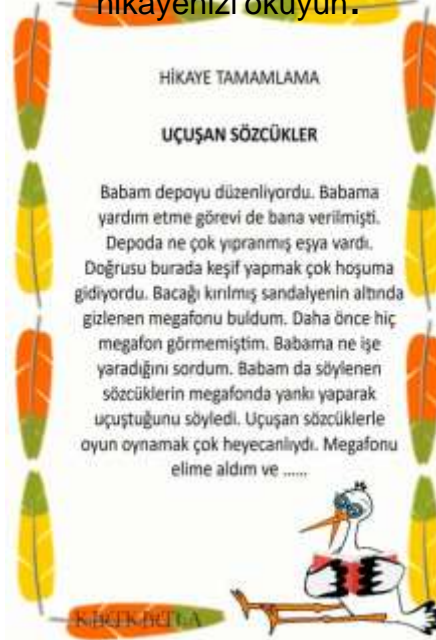 hikayenizi okuyun.
HİKAYE TAMAMLAMA
UÇUŞAN SÖZCÜKLER
Babam depoyu düzenliyordu. Babama
yardım etme görevi de bana verilmişti.
Depoda ne çok yıpranmış eşya vardı.
Doğrusu burada keşif yapmak çok hoşuma
gidiyordu. Bacağı kırılmış sandalyenin altında
gizlenen megafonu buldum. Daha önce hiç
megafon görmemiştim. Babama ne işe
yaradığını sordum. Babam da söylenen
sözcüklerin megafonda yankı yaparak
uçuştuğunu söyledi. Uçuşan sözcüklerle
oyun oynamak çok heyecanlıydı. Megafonu
elime aldım ve ......